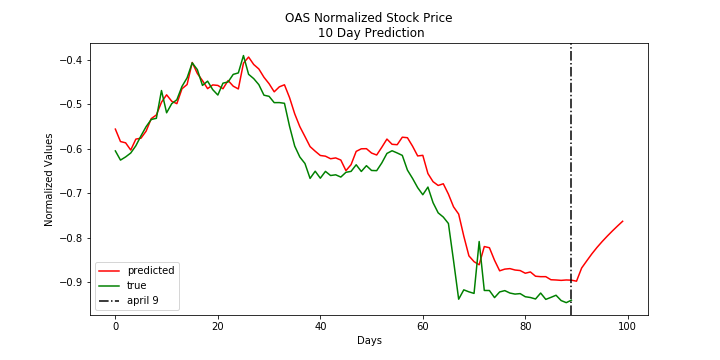 OAS Normalized Stock Price
10 Day Prediction
Normalized Values
−0.4
−0.5
−0.6
−0.7
−0.8
−0.9
predicted
true
april 9
0 20 40 60 80 100
Days